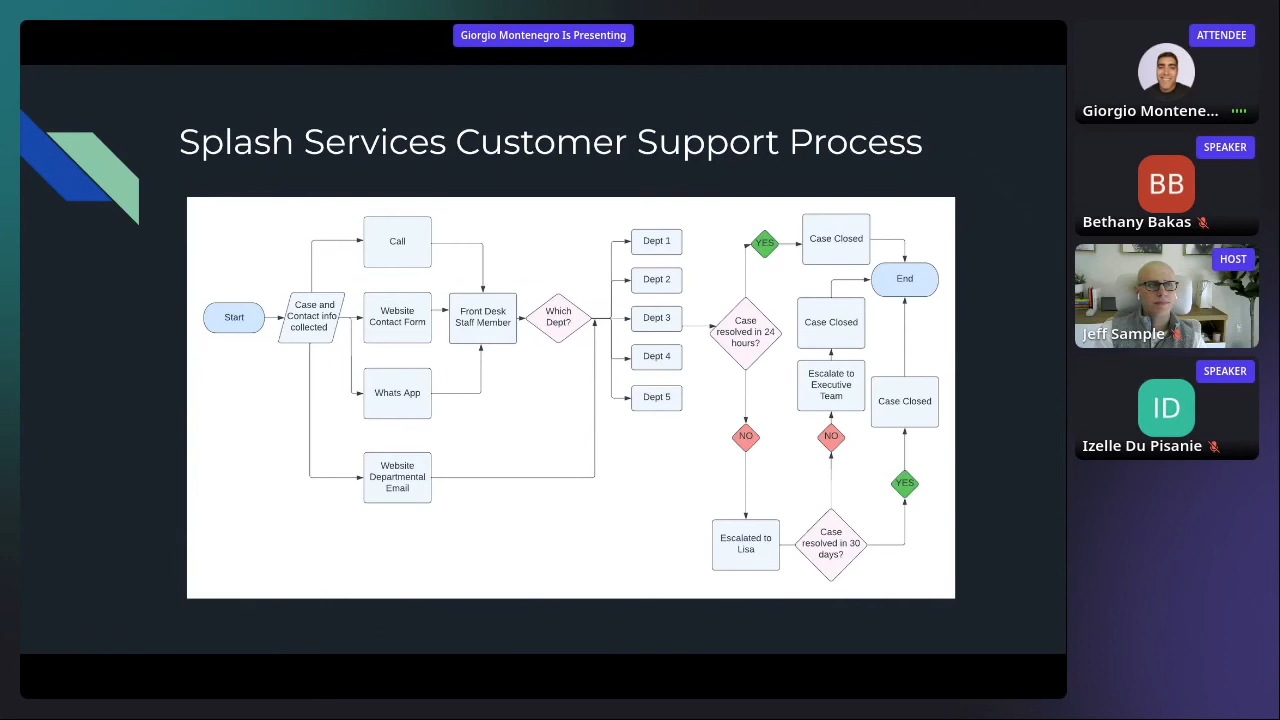 Giorgio Montenegro Is Presenting
Splash Services Customer Support Process
Start
Case and
Contact info
collected
Call
Website
Contact Form
Whats App
Website
Departmental
Email
Front Desk
Staff Member
Which
Dept?
Dept 1
Dept 2
Dept 3
Dept 4
Dept 5
Case
resolved in 24
hours?
YES
Case Closed
End
NO
Escalated to
Lisa
Case
resolved in 30
days?
NO
Escalate to
Executive
Team
Case Closed
YES
Case Closed
ATTENDEE
Giorgio Montene...
SPEAKER
BB
Bethany Bakas
HOST
Jeff Sample
SPEAKER
ID
Izelle Du Pisanie